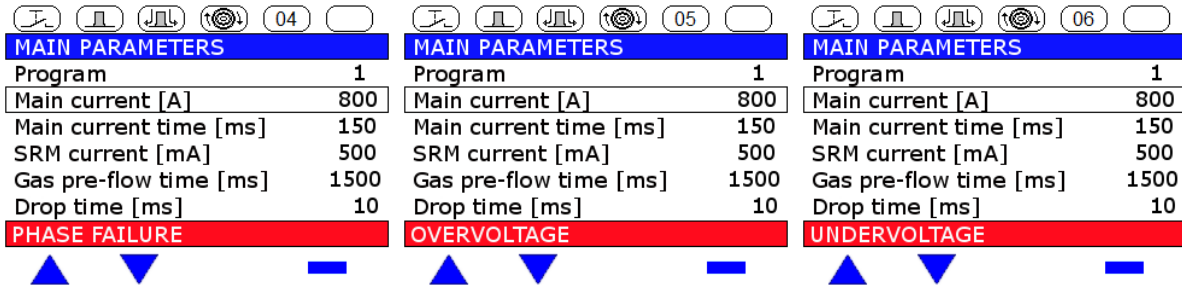 04
MAIN PARAMETERS
Program 1
Main current [A] 800
Main current time [ms] 150
SRM current [mA] 500
Gas pre-flow time [ms] 1500
Drop time [ms] 10
PHASE FAILURE
05
MAIN PARAMETERS
Program 1
Main current [A] 800
Main current time [ms] 150
SRM current [mA] 500
Gas pre-flow time [ms] 1500
Drop time [ms] 10
OVERVOLTAGE
06
MAIN PARAMETERS
Program 1
Main current [A] 800
Main current time [ms] 150
SRM current [mA] 500
Gas pre-flow time [ms] 1500
Drop time [ms] 10
UNDERVOLTAGE